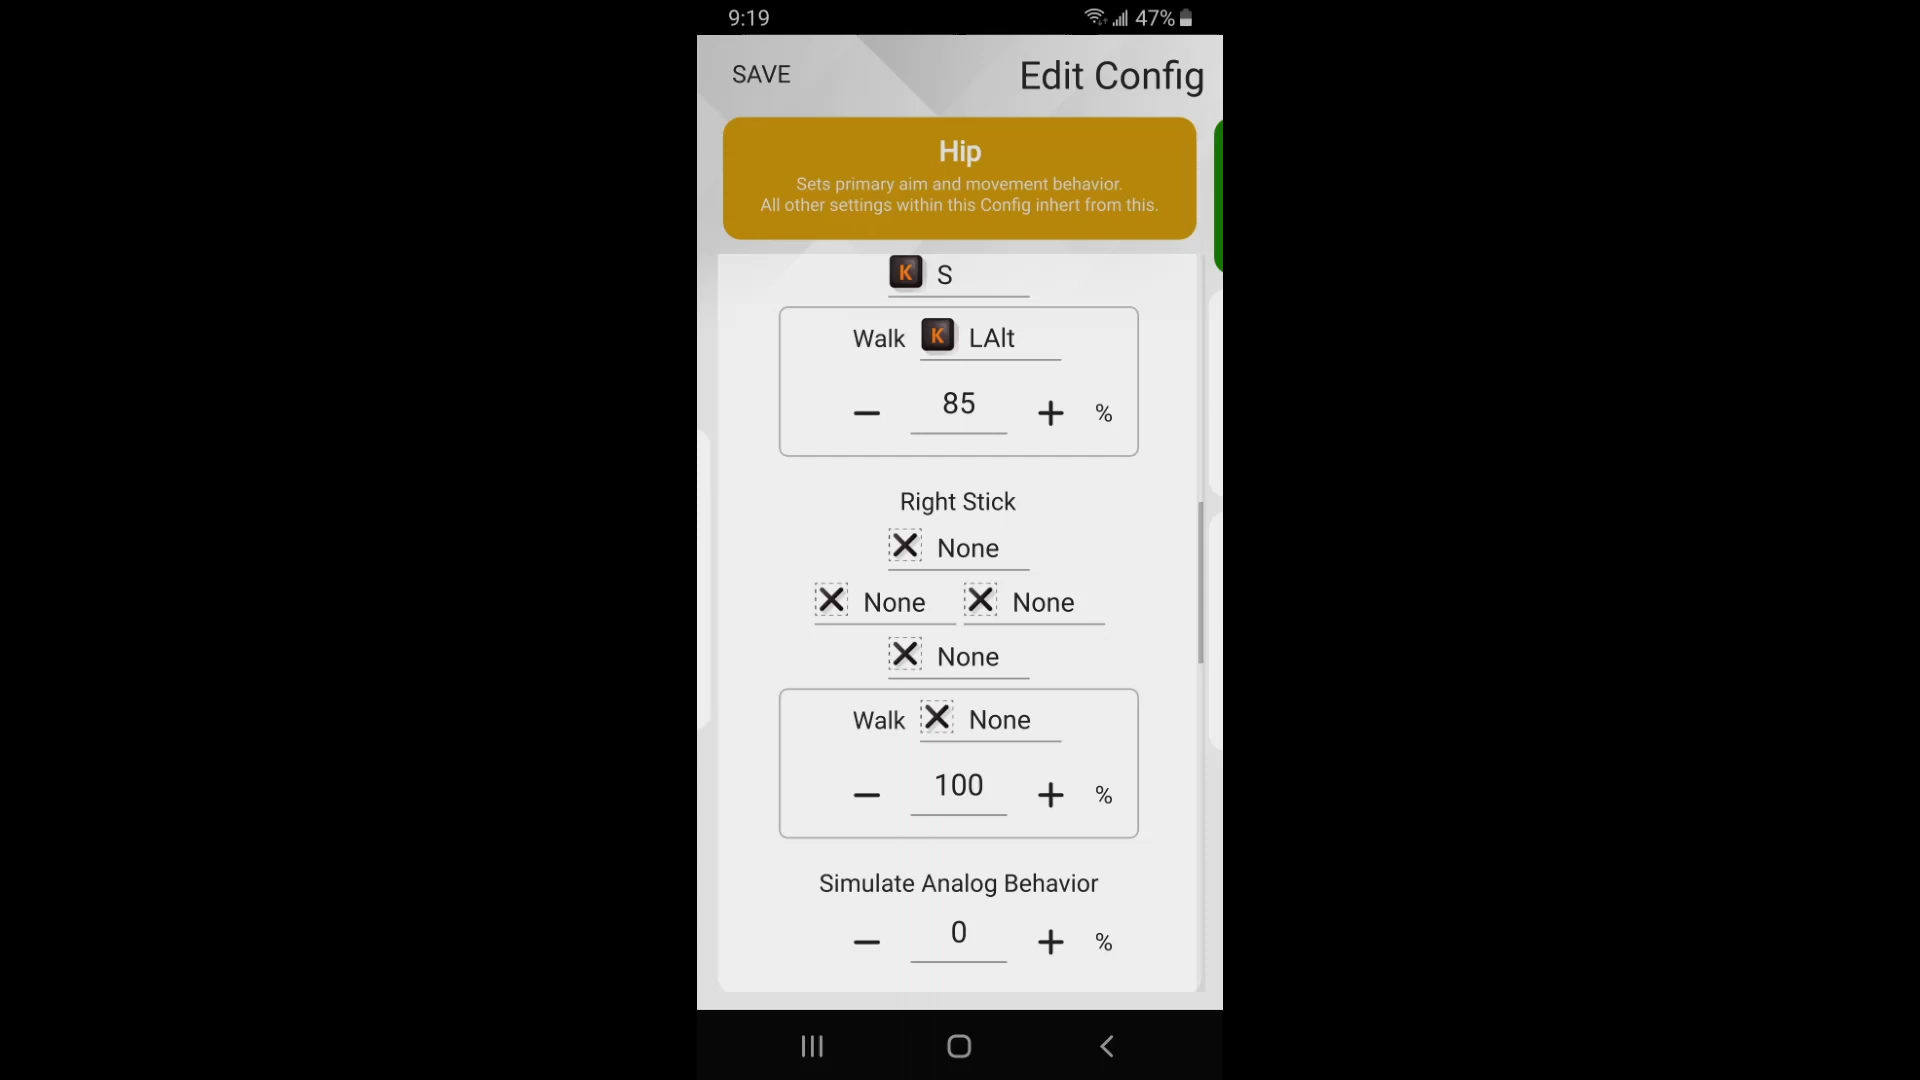 9:19 47%
SAVE Edit Config
Hip
Sets primary aim and movement behavior.
All other settings within this Config inhert from this.
K S
Walk K LAlt
85 %
Right Stick
None
None None
None
Walk None
100 %
Simulate Analog Behavior
0 %